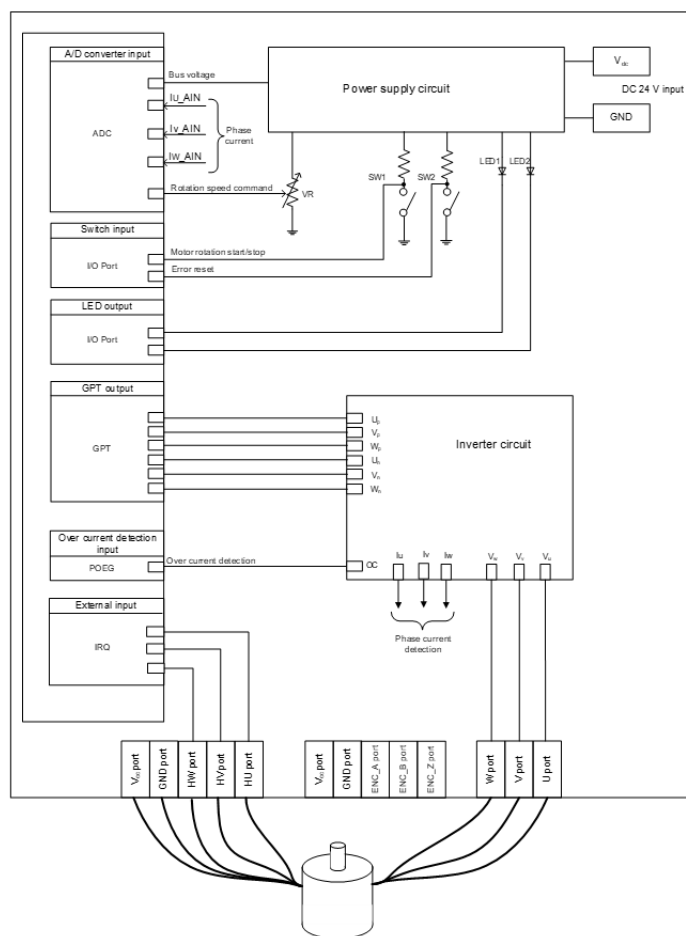 A/D converter input
ADC
Bus voltage
IU_AIN
IV_AIN
IW_AIN
Phase
current
Rotation speed command
Power supply circuit
Vdc
DC 24 V input
GND
VR
SW1
SW2
LED1
LED2
Switch input
I/O Port
Motor rotation start/stop
Error reset
LED output
I/O Port
GPT output
GPT
Up
Vp
Wp
Un
Vn
Wn
Inverter circuit
Over current detection
input
POEG
Over current detection
OC
Iu
Iv
Iw
Vw
Vv
Vu
Phase current
detection
External input
IRQ
Vcc port
GND port
HW port
HV port
HU port
Vcc port
GND port
ENC_A port
ENC_B port
ENC_Z port
W port
V port
U port